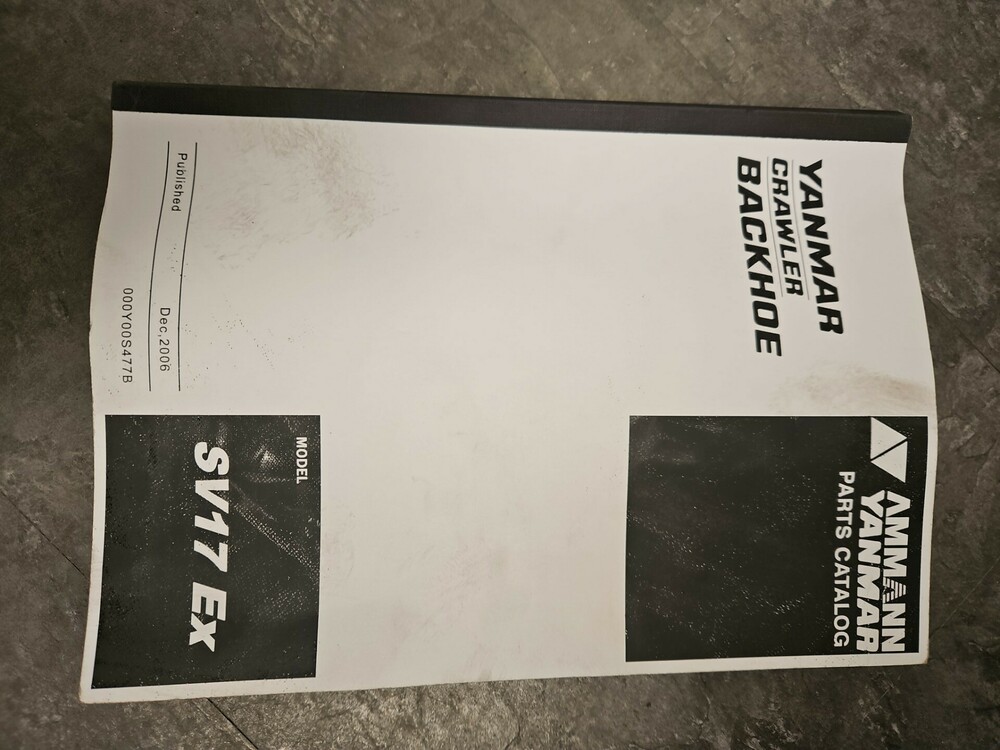 YANMAR
CRAWLER
BACKHOE
AMMANN
YANMAR
PARTS CATALOG
Published
Dec,2006
000Y00S477B
MODEL
SV17 Ex